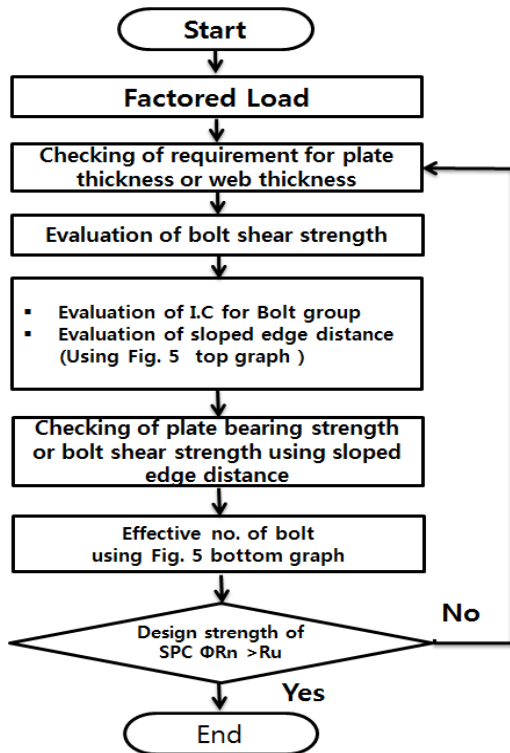 Start
Factored Load
Checking of requirement for plate
thickness or web thickness
Evaluation of bolt shear strength
▪ Evaluation of I.C for Bolt group
▪ Evaluation of sloped edge distance
(Using Fig. 5 top graph )
Checking of plate bearing strength
or bolt shear strength using sloped
edge distance
Effective no. of bolt
using Fig. 5 bottom graph
No
Design strength of
SPC ΦRn >Ru
Yes
End